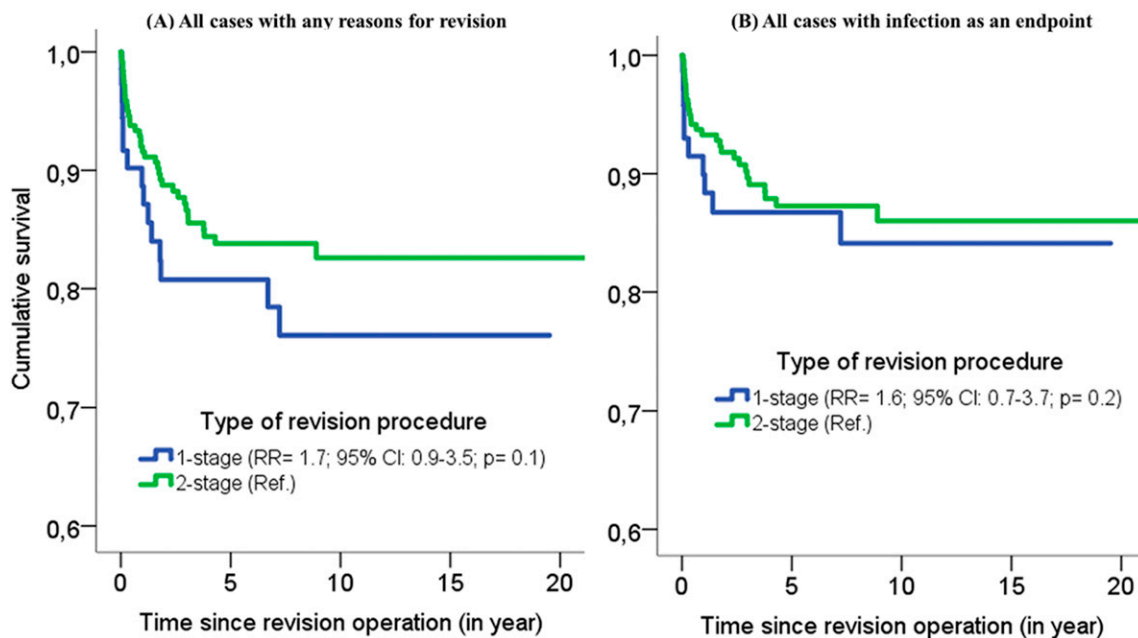 (A) All cases with any reasons for revision
1,0
0,9
0,8
0,7
0,6
Cumulative survival
Type of revision procedure
1-stage (RR= 1.7; 95% CI: 0.9-3.5; p= 0.1)
2-stage (Ref.)
0 5 10 15 20
Time since revision operation (in year)
(B) All cases with infection as an endpoint
1,0
0,9
0,8
0,7
0,6
Type of revision procedure
1-stage (RR= 1.6; 95% CI: 0.7-3.7; p= 0.2)
2-stage (Ref.)
0 5 10 15 20
Time since revision operation (in year)